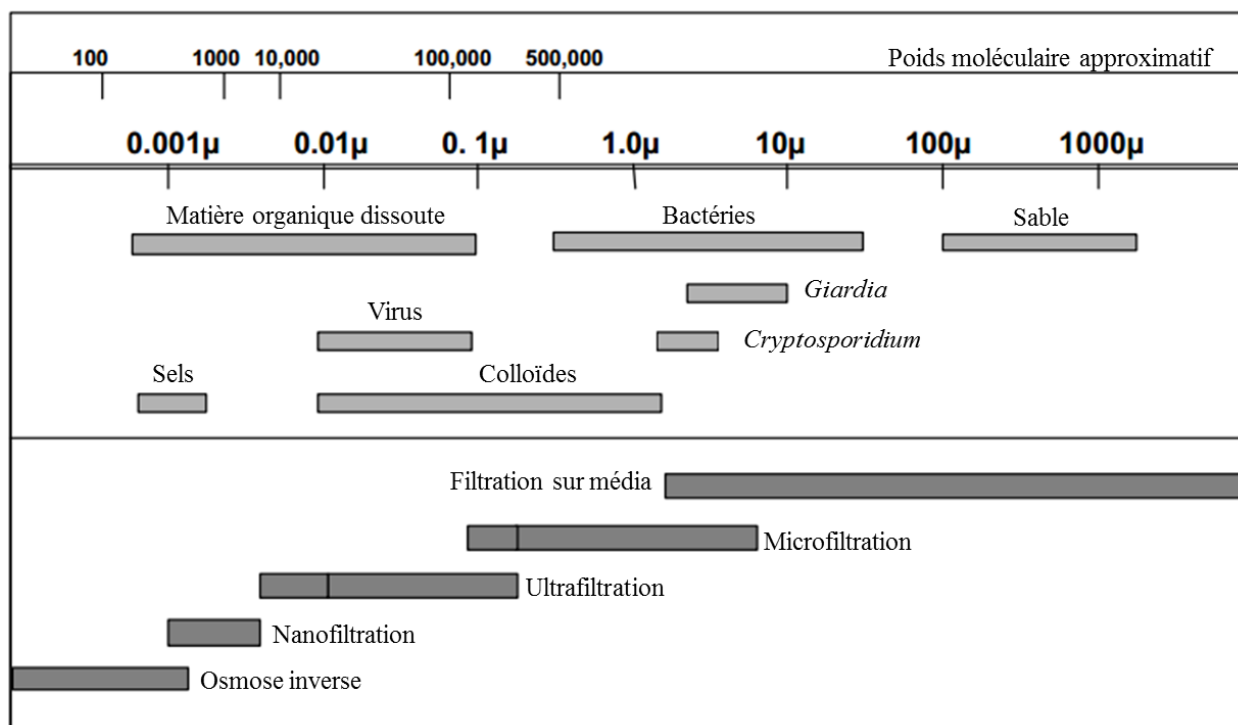 100 1000 10,000 100,000 500,000 Poids moléculaire approximatif
0.001µ 0.01µ 0. 1µ 1.0µ 10µ 100µ 1000µ
Matière organique dissoute Bactéries Sable
Giardia
Virus
Cryptosporidium
Sels Colloïdes
Filtration sur média
Microfiltration
Ultrafiltration
Nanofiltration
Osmose inverse